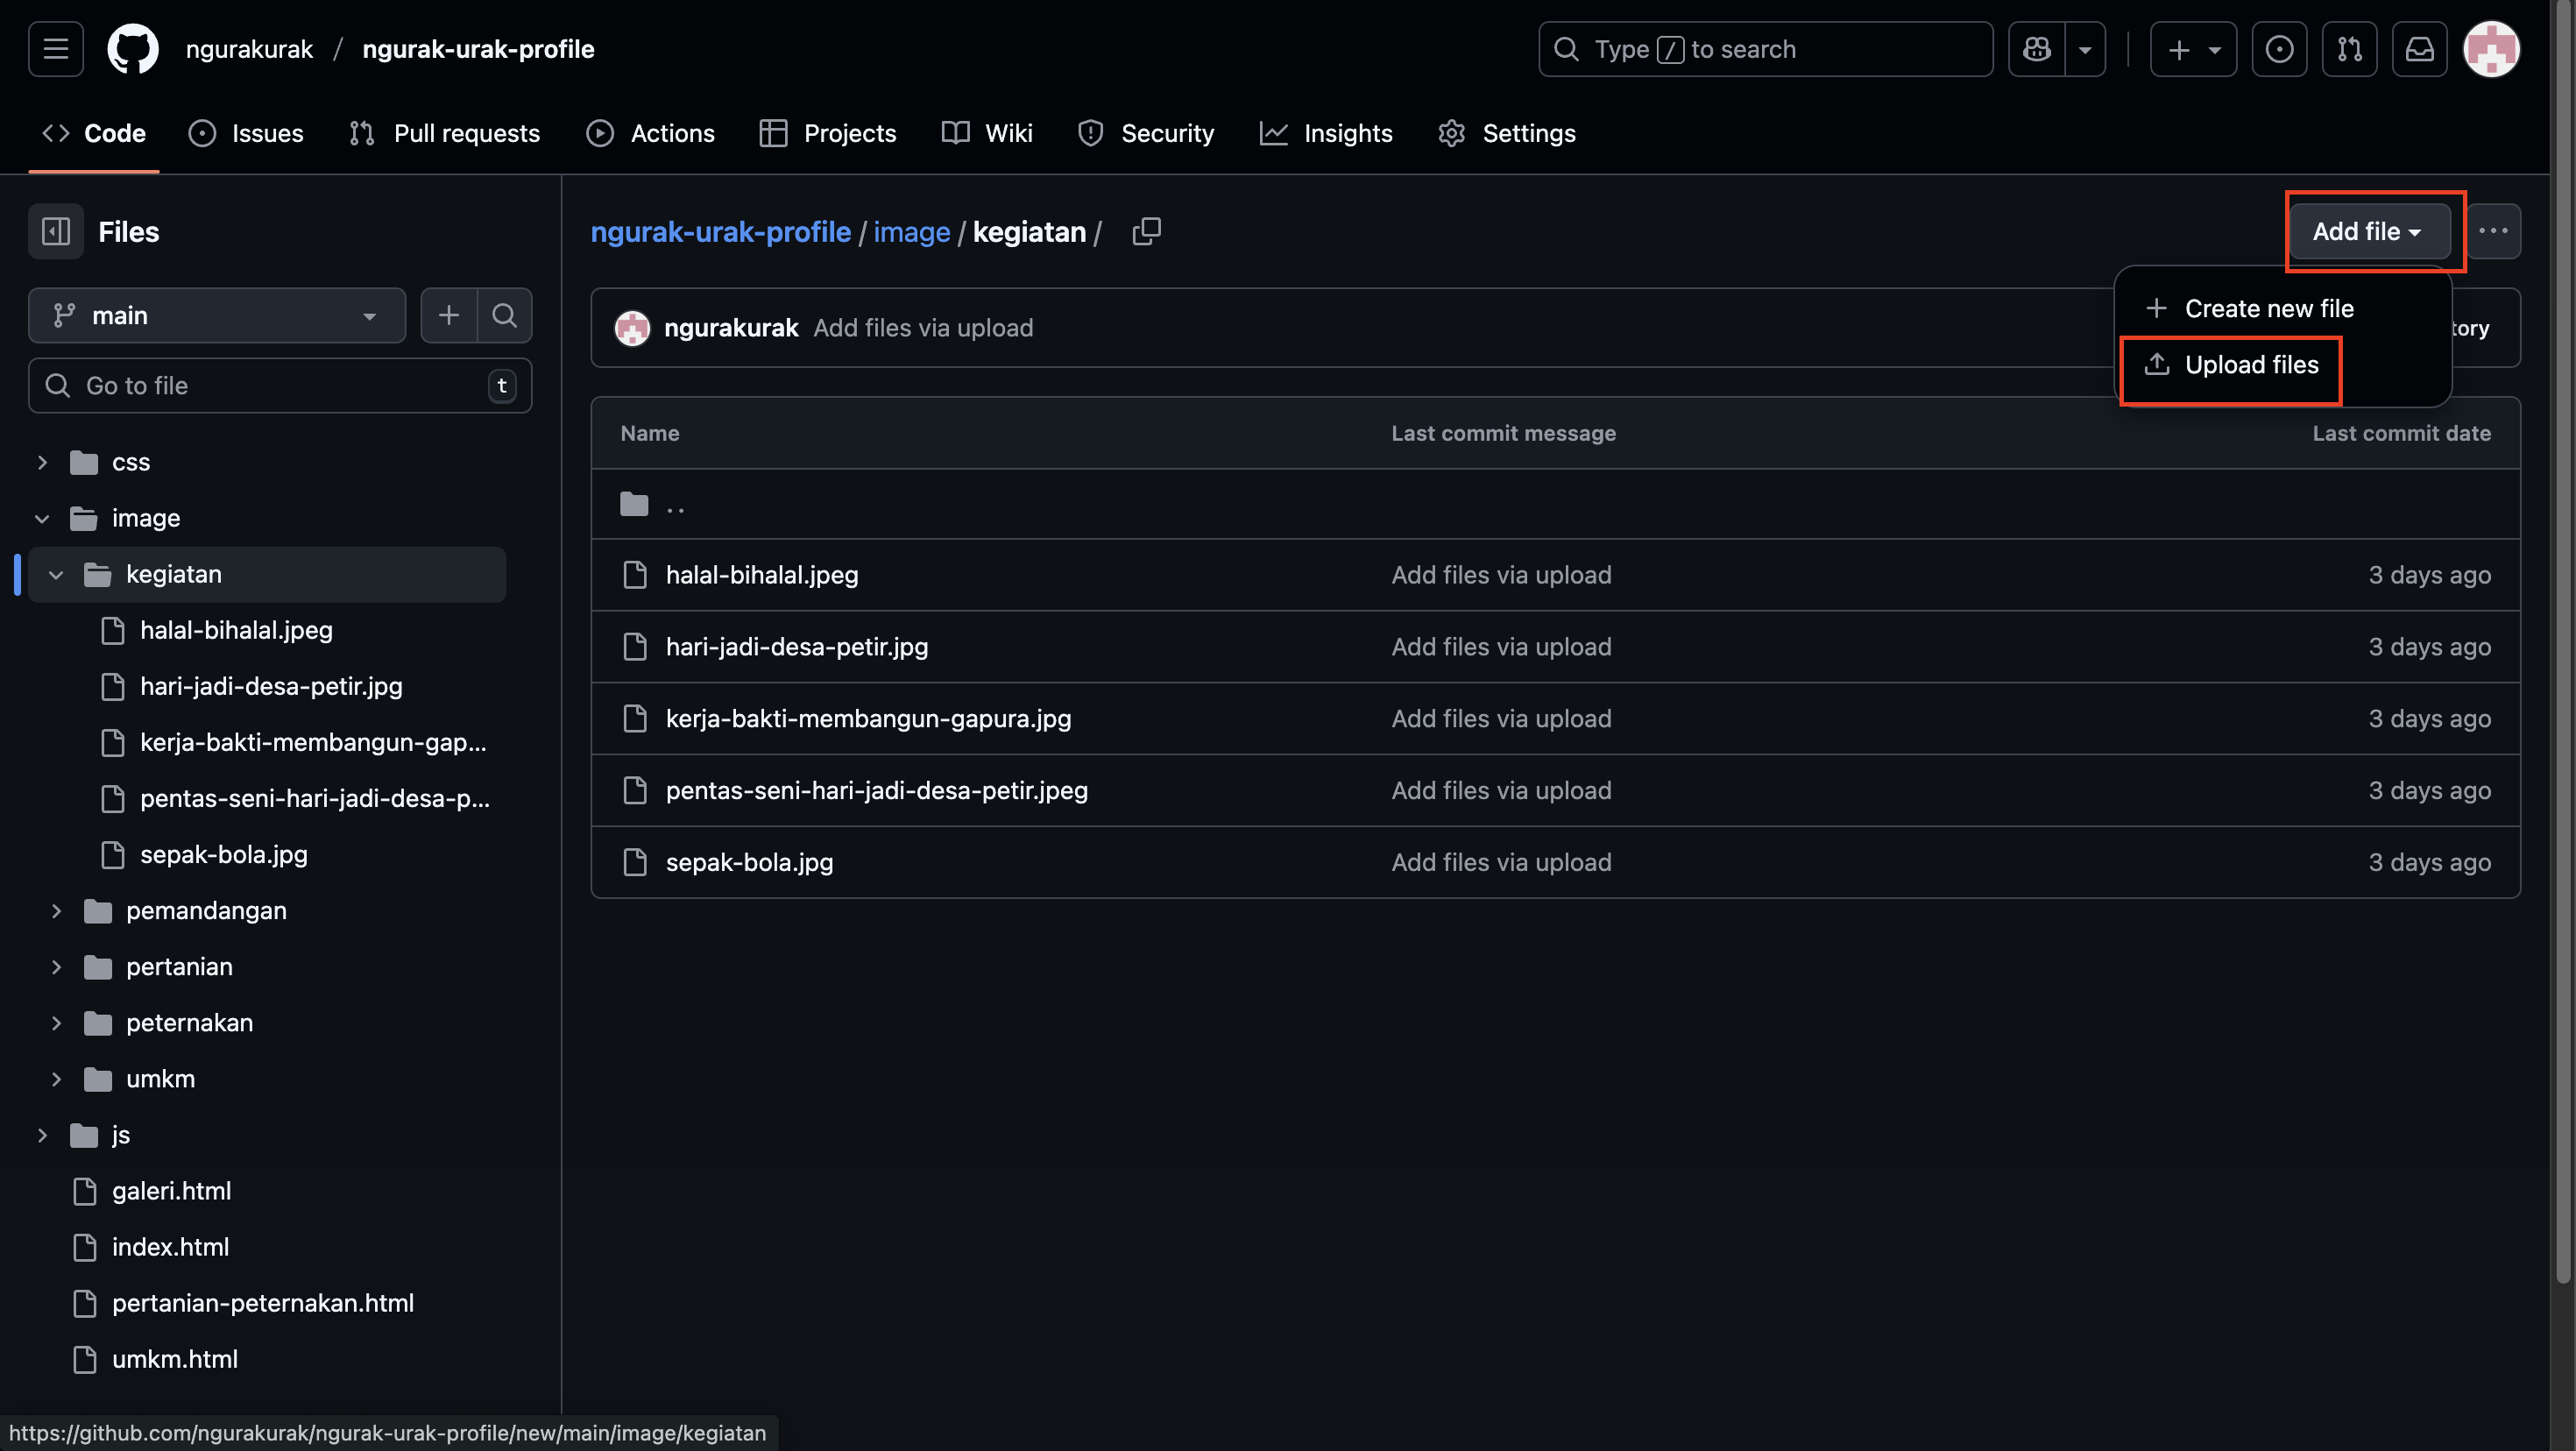 ngurakurak / ngurak-urak-profile
Type / to search
Code Issues Pull requests Actions Projects Wiki Security Insights Settings
Files
main
Go to file t
css
image
kegiatan
halal-bihalal.jpeg
hari-jadi-desa-petir.jpg
kerja-bakti-membangun-gap...
pentas-seni-hari-jadi-desa-p...
sepak-bola.jpg
pemandangan
pertanian
peternakan
umkm
js
galeri.html
index.html
pertanian-peternakan.html
umkm.html
ngurak-urak-profile / image / kegiatan /
Add file
Create new file
Upload files
ngurakurak Add files via upload
tory
Name Last commit message Last commit date
..
halal-bihalal.jpeg Add files via upload 3 days ago
hari-jadi-desa-petir.jpg Add files via upload 3 days ago
kerja-bakti-membangun-gapura.jpg Add files via upload 3 days ago
pentas-seni-hari-jadi-desa-petir.jpeg Add files via upload 3 days ago
sepak-bola.jpg Add files via upload 3 days ago
https://github.com/ngurakurak/ngurak-urak-profile/new/main/image/kegiatan